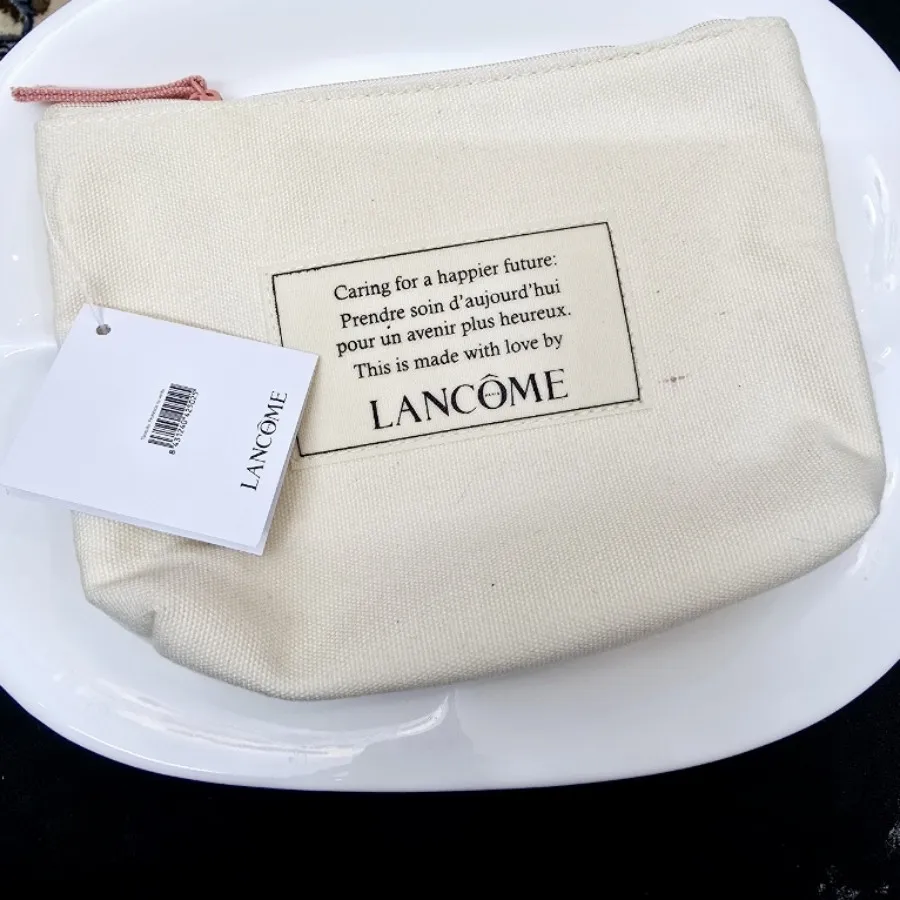 Caring for a happier future:
Prendre soin d'aujourd'hui
pour un avenir plus heureux.
This is made with love by
LANCÔME
LANCÔME